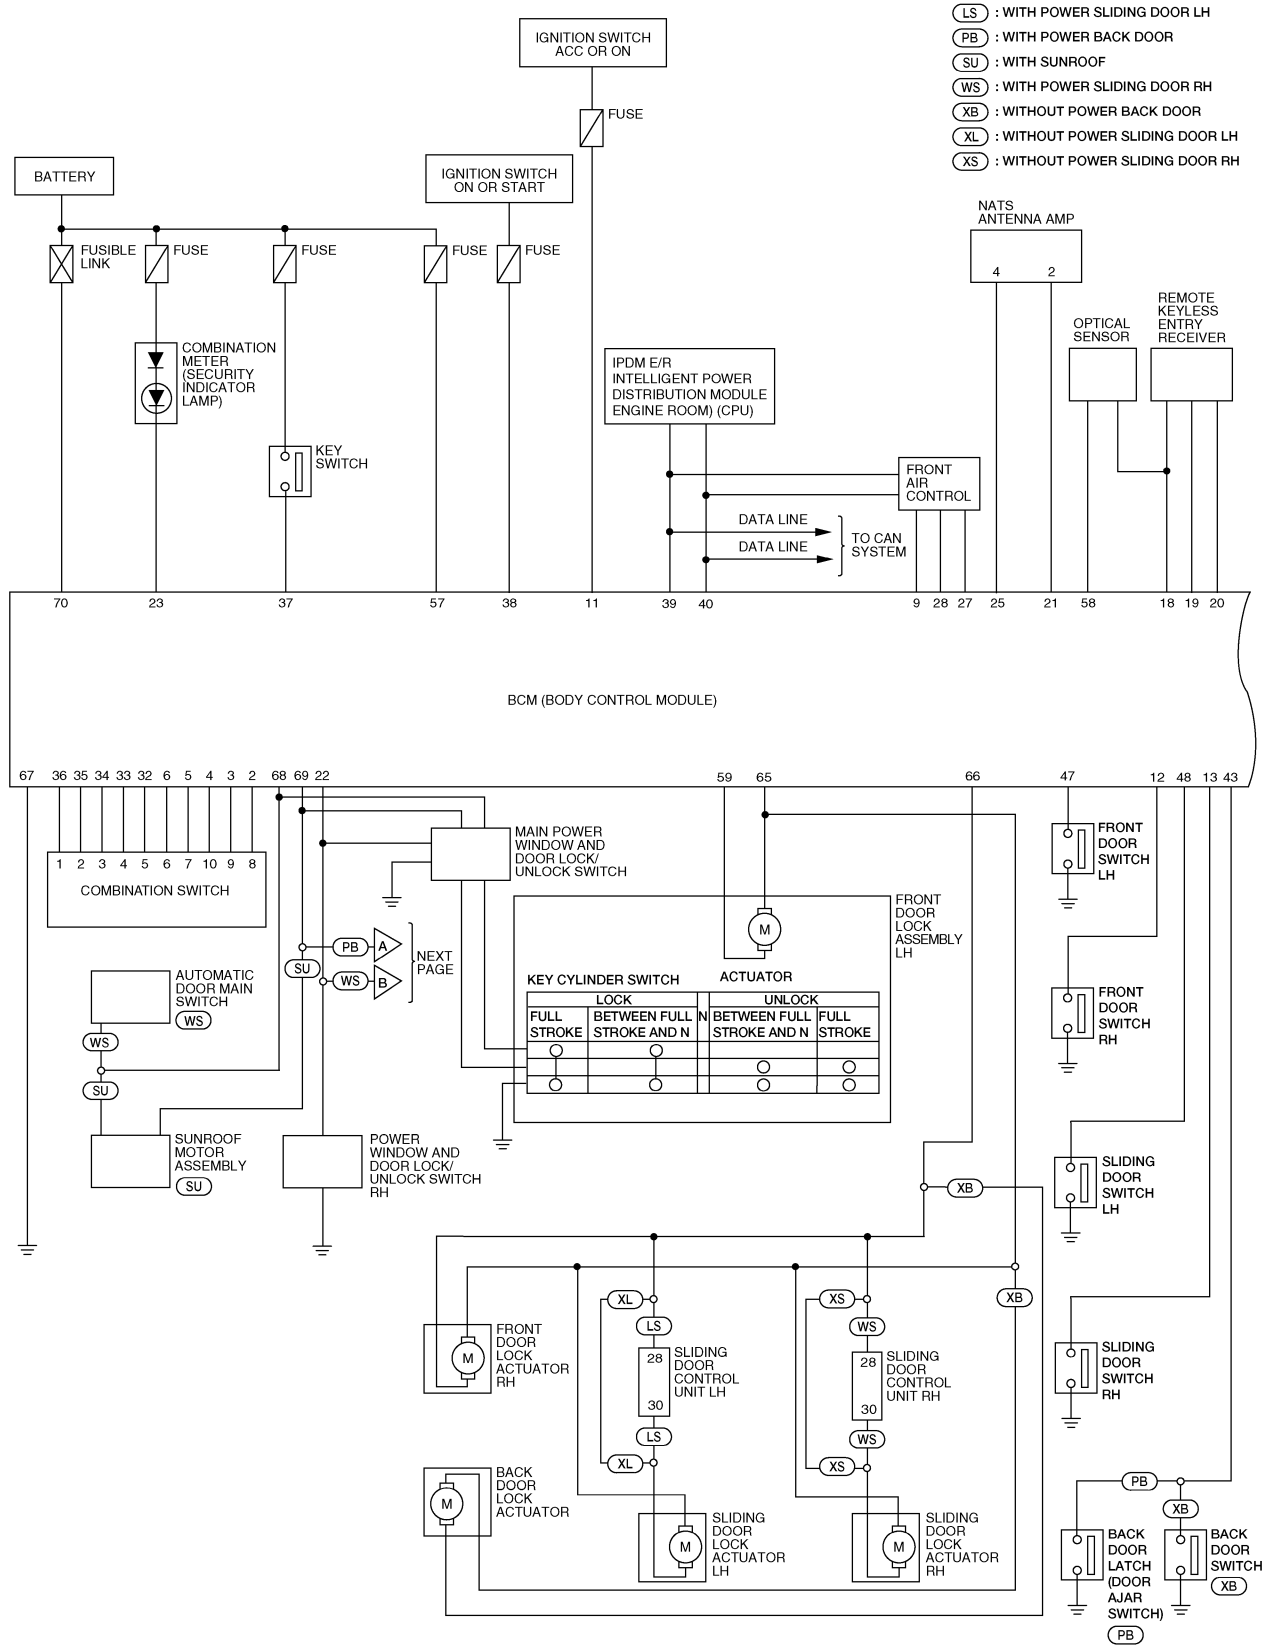 LS : WITH POWER SLIDING DOOR LH
PB : WITH POWER BACK DOOR
SU : WITH SUNROOF
WS : WITH POWER SLIDING DOOR RH
XB : WITHOUT POWER BACK DOOR
XL : WITHOUT POWER SLIDING DOOR LH
XS : WITHOUT POWER SLIDING DOOR RH
IGNITION SWITCH
ACC OR ON
FUSE
IGNITION SWITCH
ON OR START
BATTERY
FUSIBLE
LINK
FUSE
FUSE
FUSE
FUSE
NATS
ANTENNA AMP
4 2
OPTICAL
SENSOR
REMOTE
KEYLESS
ENTRY
RECEIVER
COMBINATION
METER
(SECURITY
INDICATOR
LAMP)
KEY
SWITCH
IPDM E/R
INTELLIGENT POWER
DISTRIBUTION MODULE
ENGINE ROOM) (CPU)
FRONT
AIR
CONTROL
DATA LINE
DATA LINE
TO CAN
SYSTEM
70 23 37 57 38 11 39 40 9 28 27 25 21 58 18 19 20
BCM (BODY CONTROL MODULE)
67 36 35 34 33 32 6 5 4 3 2 68 69 22 59 65 66 47 12 48 13 43
1 2 3 4 5 6 7 10 9 8
COMBINATION SWITCH
MAIN POWER
WINDOW AND
DOOR LOCK/
UNLOCK SWITCH
PB A
WS B
NEXT
PAGE
SU
AUTOMATIC
DOOR MAIN
SWITCH
WS
WS
SU
SUNROOF
MOTOR
ASSEMBLY
SU
POWER
WINDOW AND
DOOR LOCK/
UNLOCK SWITCH
RH
FRONT
DOOR
LOCK
ASSEMBLY
LH
M
ACTUATOR
KEY CYLINDER SWITCH
LOCK UNLOCK
FULL
STROKE
BETWEEN FULL
STROKE AND N
N
BETWEEN FULL
STROKE AND N
FULL
STROKE
FRONT
DOOR
SWITCH
LH
FRONT
DOOR
SWITCH
RH
SLIDING
DOOR
SWITCH
LH
SLIDING
DOOR
SWITCH
RH
XB
XB
M
FRONT
DOOR
LOCK
ACTUATOR
RH
XL
LS
28
30
SLIDING
DOOR
CONTROL
UNIT LH
LS
XL
XS
WS
28
30
SLIDING
DOOR
CONTROL
UNIT RH
WS
XS
M
BACK
DOOR
LOCK
ACTUATOR
M
SLIDING
DOOR
LOCK
ACTUATOR
LH
M
SLIDING
DOOR
LOCK
ACTUATOR
RH
PB
XB
BACK
DOOR
LATCH
(DOOR
AJAR
SWITCH)
PB
BACK
DOOR
SWITCH
XB